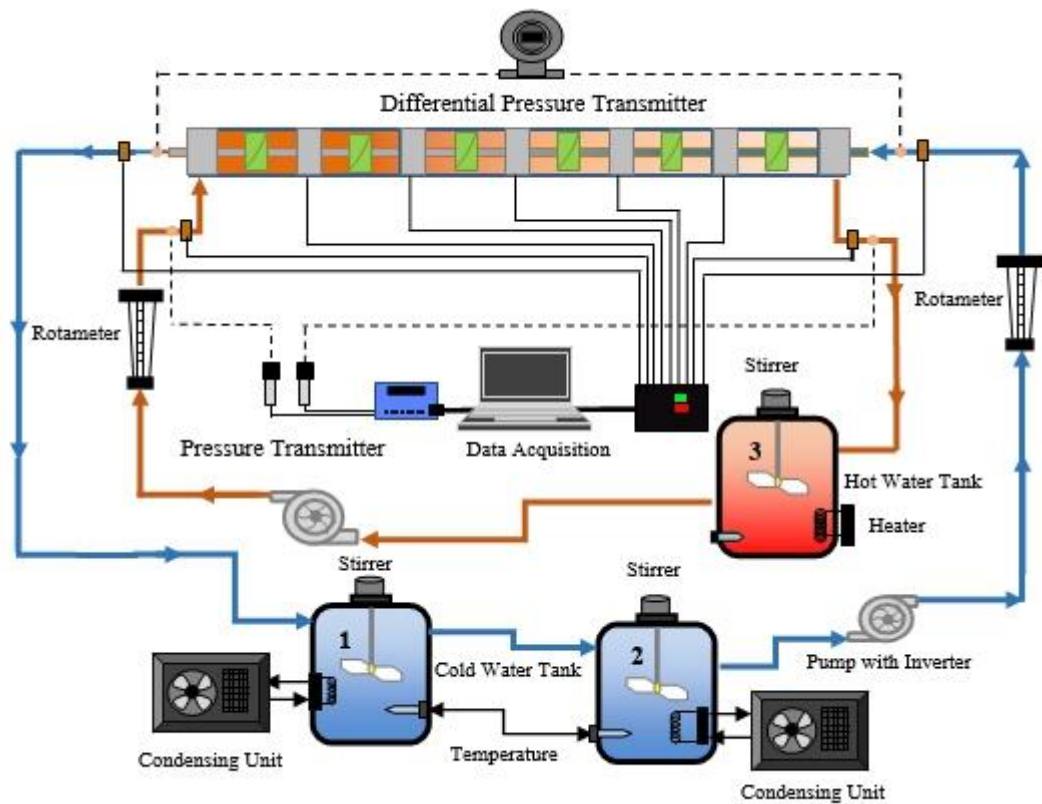 Differential Pressure Transmitter
Rotameter
Rotameter
Stirrer
Pressure Transmitter
Data Acquisition
3
Hot Water Tank
Heater
Stirrer
Stirrer
1
2
Cold Water Tank
Pump with Inverter
Temperature
Condensing Unit
Condensing Unit